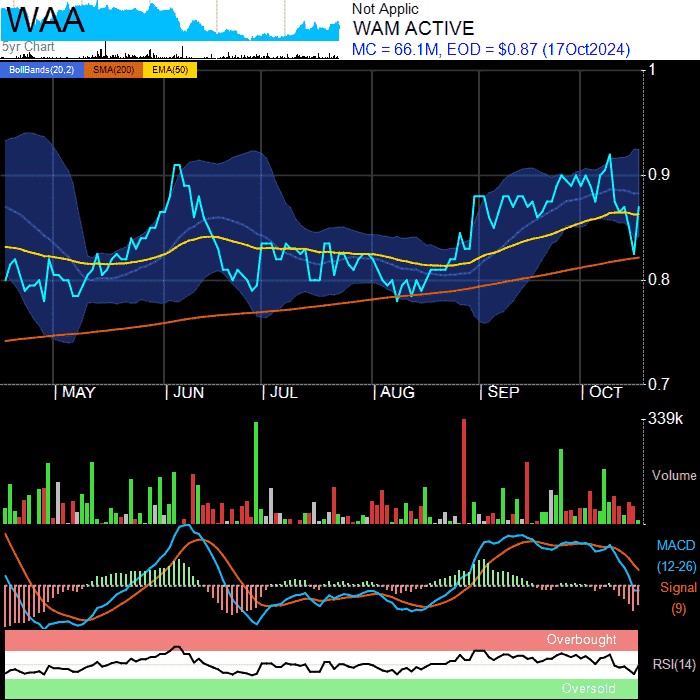 WAA
5yr Chart
Not Applic
WAM ACTIVE
MC = 66.1M, EOD = $0.87 (17Oct2024)
BollBands(20,2) SMA(200) EMA(50)
1
0.9
0.8
0.7
MAY JUN JUL AUG SEP OCT
339k
Volume
MACD
(12-26)
Signal
(9)
Overbought
RSI(14)
Oversold